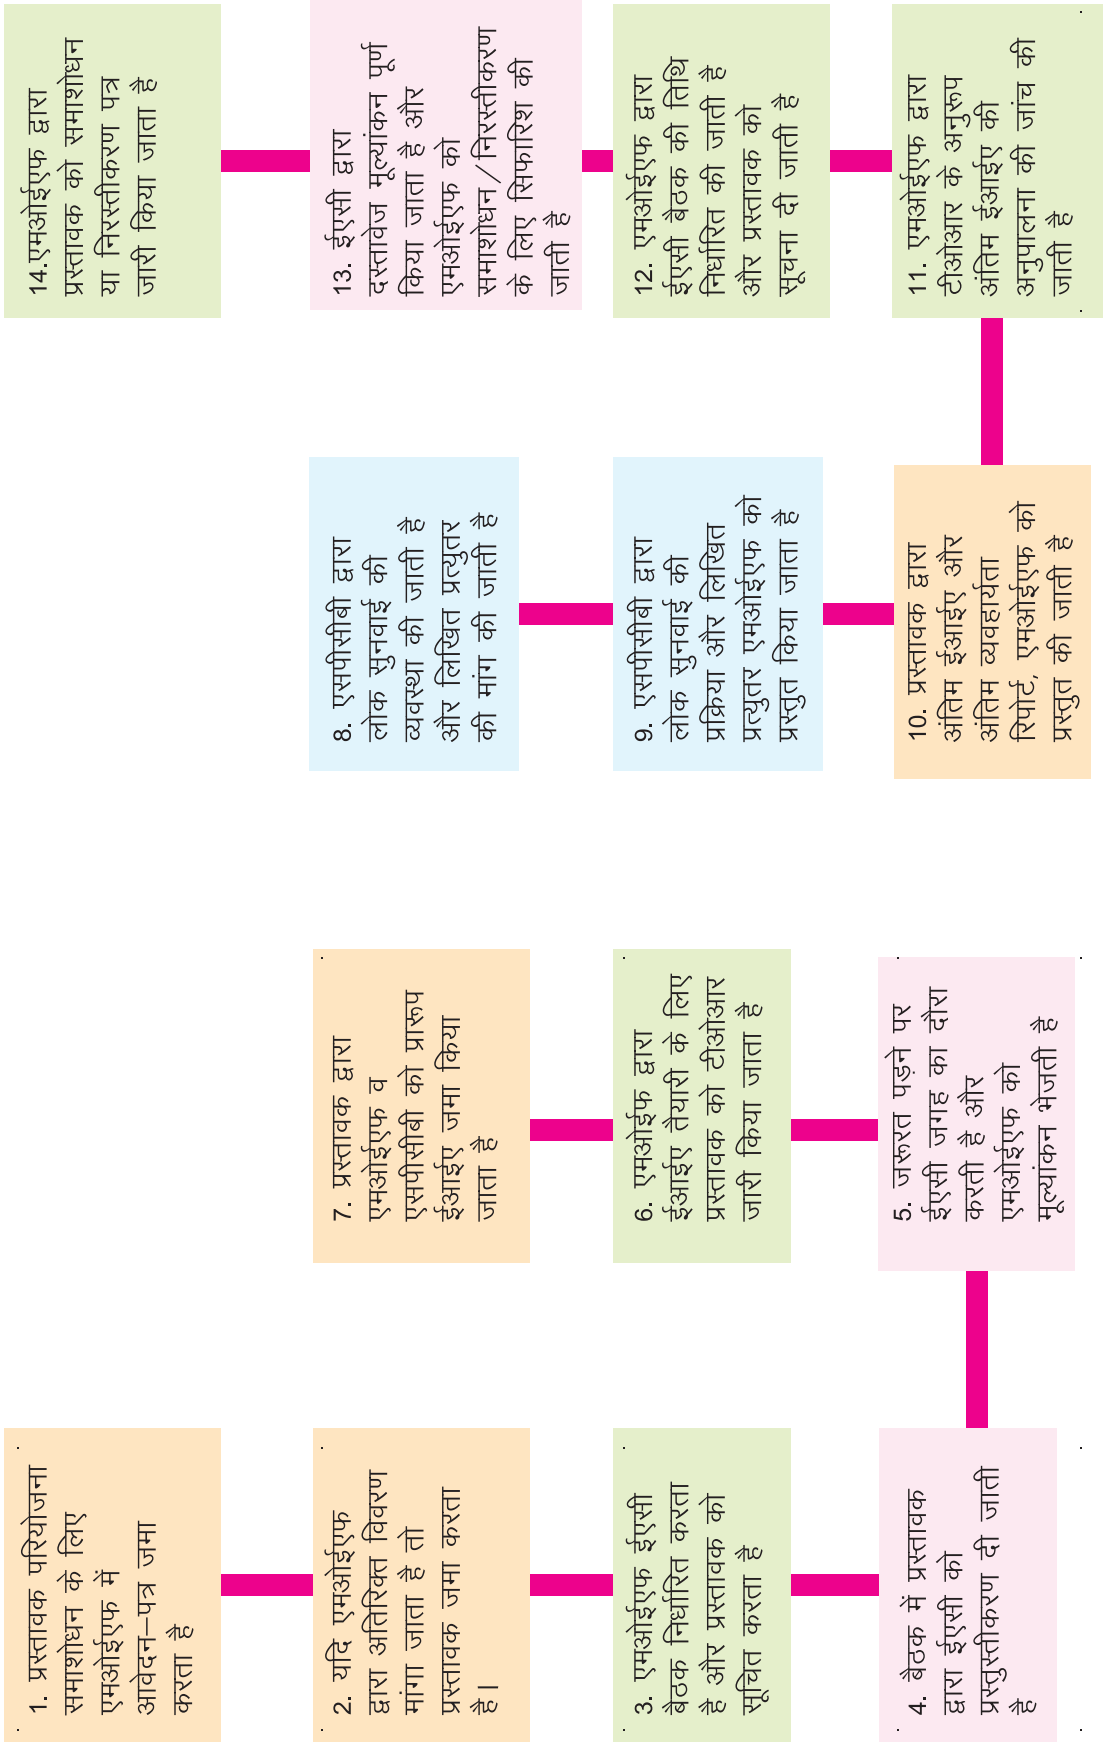 1. प्रस्तावक परियोजना
समाशोधन के लिए
एमओईएफ में
आवेदन–पत्र जमा
करता है
2. यदि एमओईएफ
द्वारा अतिरिक्त विवरण
मांगा जाता है तो
प्रस्तावक जमा करता
है।
3. एमओईएफ ईएसी
बैठक निर्धारित करता
है और प्रस्तावक को
सूचित करता है
4. बैठक में प्रस्तावक
द्वारा ईएसी को
प्रस्तुस्तीकरण दी जाती
है
5. जरूरत पड़ने पर
ईएसी जगह का दौरा
करती है और
एमओईएफ को
मूल्यांकन भेजती है
6. एमओईफ द्वारा
ईआईए तैयारी के लिए
प्रस्तावक को टीओआर
जारी किया जाता है
7. प्रस्तावक द्वारा
एमओईएफ व
एसपीसीबी को प्रारूप
ईआईए जमा किया
जाता है
8. एसपीसीबी द्वारा
लोक सुनवाई की
व्यवस्था की जाती है
और लिखित प्रत्युतर
की मांग की जाती है
9. एसपीसीबी द्वारा
लोक सुनवाई की
प्रक्रिया और लिखित
प्रत्युतर एमओईएफ को
प्रस्तुत किया जाता है
10. प्रस्तावक द्वारा
अंतिम ईआईए और
अंतिम व्यवहार्यता
रिपोर्ट, एमओईएफ को
प्रस्तुत की जाती है
11. एमओईएफ द्वारा
टीओआर के अनुरूप
अंतिम ईआईए की
अनुपालना की जांच की
जाती है
12. एमओईएफ द्वारा
ईएसी बैठक की तिथि
निर्धारित की जाती है
और प्रस्तावक को
सूचना दी जाती है
13. ईएसी द्वारा
दस्तावेज मूल्यांकन पूर्ण
किया जाता है और
एमओईएफ को
समाशोधन/निरस्तीकरण
के लिए सिफारिश की
जाती है
14.एमओईएफ द्वारा
प्रस्तावक को समाशोधन
या निरस्तीकरण पत्र
जारी किया जाता है